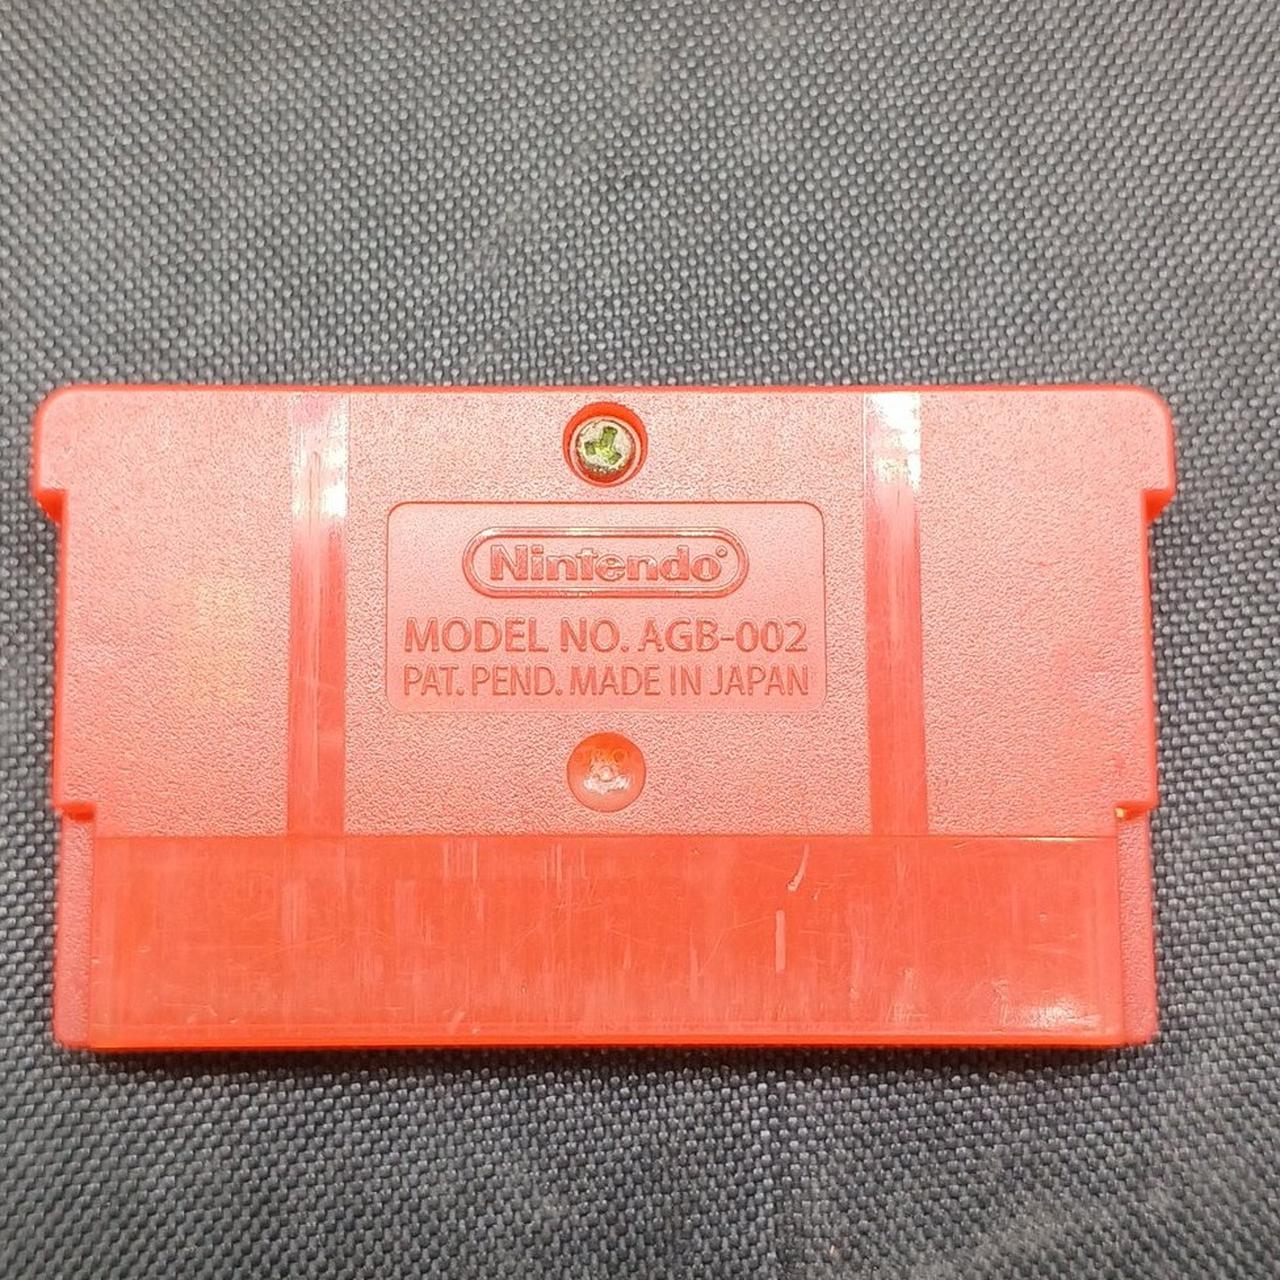 Nintendo®
MODEL NO. AGB-002
PAT. PEND. MADE IN JAPAN